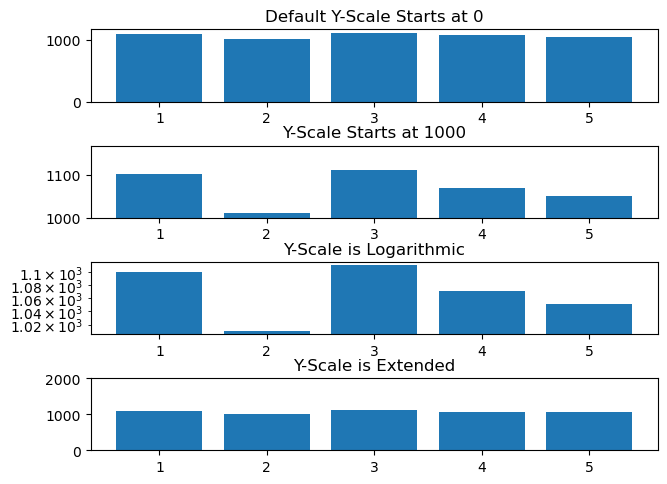 Default Y-Scale Starts at 0
1000
0
1 2 3 4 5
Y-Scale Starts at 1000
1100
1000
1 2 3 4 5
Y-Scale is Logarithmic
1.1 × 10³
1.08 × 10³
1.06 × 10³
1.04 × 10³
1.02 × 10³
1 2 3 4 5
Y-Scale is Extended
2000
1000
0
1 2 3 4 5